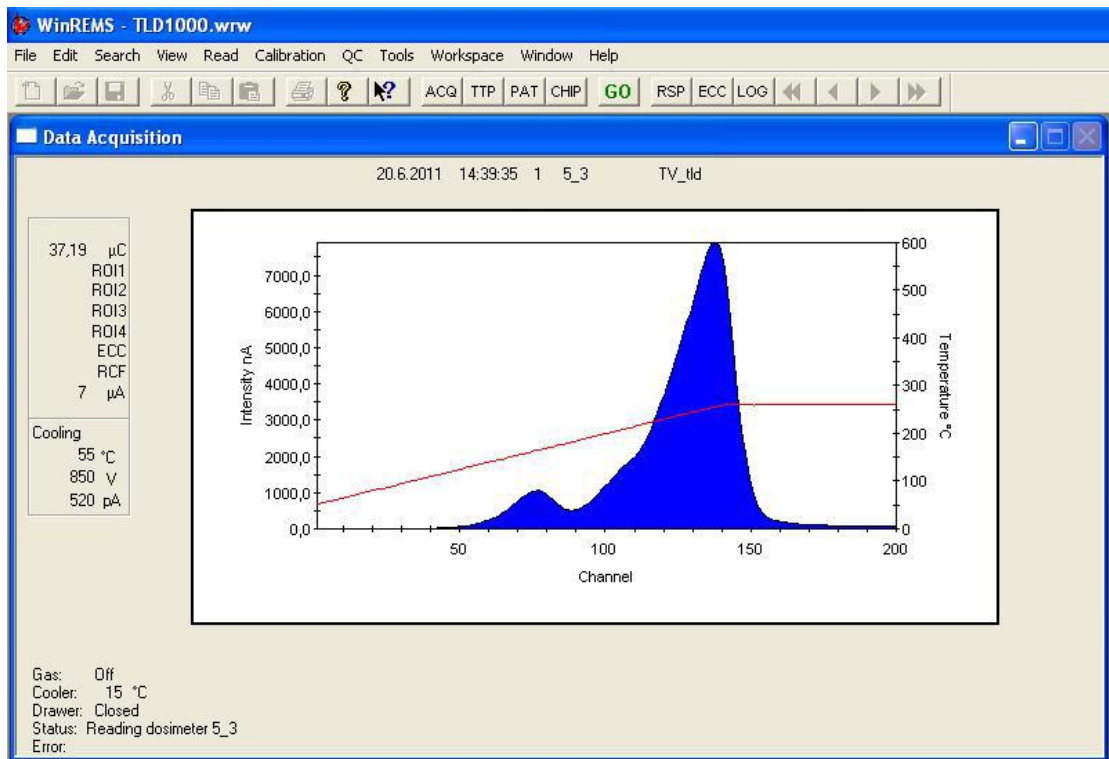 WinREMS - TLD1000.wrw
File Edit Search View Read Calibration QC Tools Workspace Window Help
ACQ TTP PAT CHIP GO RSP ECC LOG
Data Acquisition
20.6.2011 14:39:35 1 5_3 TV_tld
37,19 µC
ROI1
ROI2
ROI3
ROI4
ECC
RCF
7 µA
Cooling
55 °C
850 V
520 pA
Intensity nA
7000,0
6000,0
5000,0
4000,0
3000,0
2000,0
1000,0
0,0
600
500
400
300
200
100
0
Temperature °C
50 100 150 200
Channel
Gas: Off
Cooler: 15 °C
Drawer: Closed
Status: Reading dosimeter 5_3
Error: